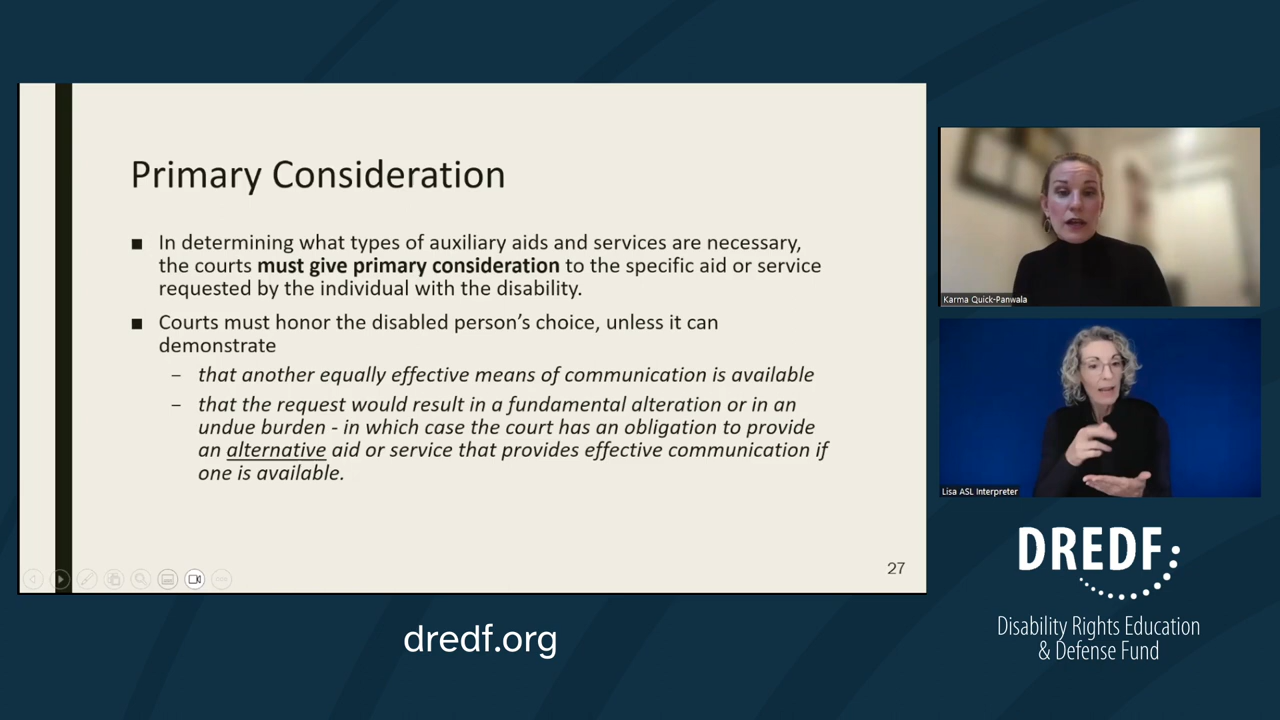 Primary Consideration
■ In determining what types of auxiliary aids and services are necessary,
the courts must give primary consideration to the specific aid or service
requested by the individual with the disability.
■ Courts must honor the disabled person's choice, unless it can
demonstrate
– that another equally effective means of communication is available
– that the request would result in a fundamental alteration or in an
undue burden - in which case the court has an obligation to provide
an alternative aid or service that provides effective communication if
one is available.
27
Karma Quick-Panwala
Lisa ASL Interpreter
DREDF
Disability Rights Education
& Defense Fund
dredf.org